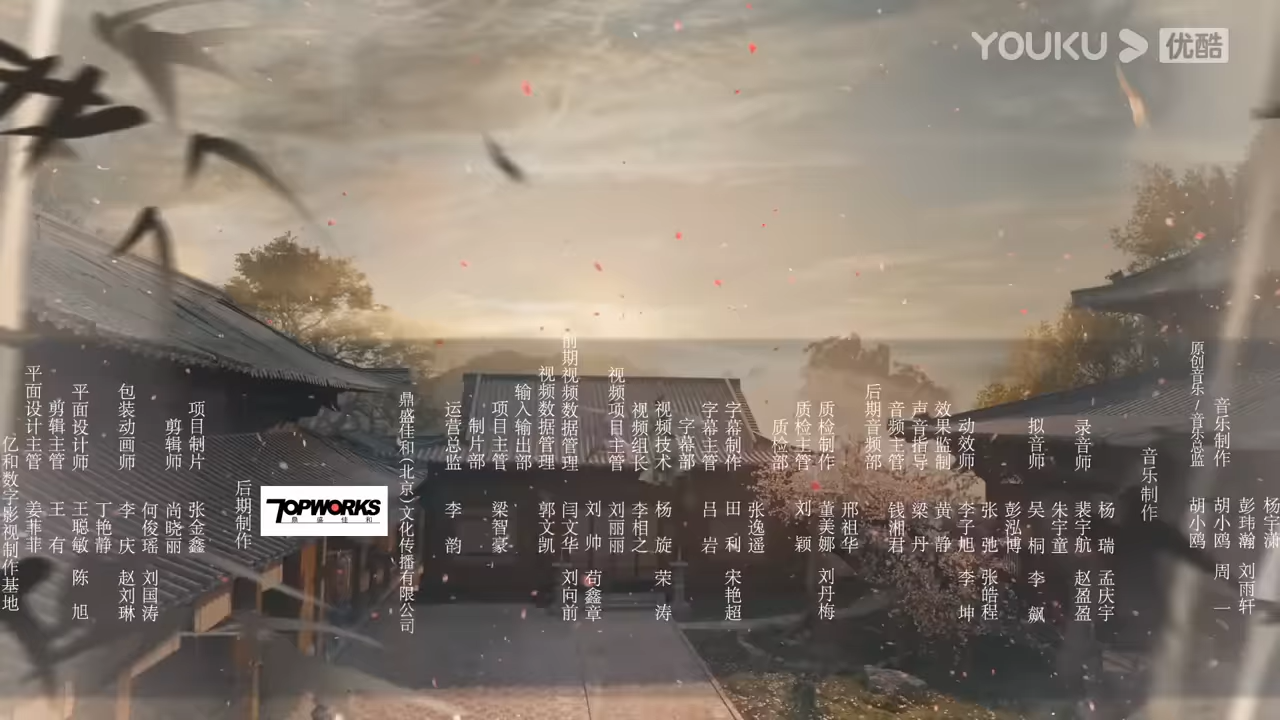 YOUKU 优酷
音乐制作 杨宇潇
彭玮瀚 刘雨轩
音乐制作 胡小鸥 周一
原创音乐/音乐总监 胡小鸥
音乐制作
杨瑞 孟庆宇
录音师 裴宇航 赵盈盈
朱宇童
拟音师 吴桐 李飙
彭泓博
张弛 张皓程
动效师 李子旭 李坤
效果监制 黄静
声音指导 梁丹
音频主管 钱湘君
后期音频部
邢祖华
质检制作 董美娜 刘丹梅
质检主管 刘颖
质检部
张逸遥
字幕制作 田利 宋艳超
字幕主管 吕岩
字幕部
视频技术 杨旋 荣涛
视频组长 李相之
视频项目主管 刘丽丽
刘帅 苟鑫章
前期视频数据管理 闫文华 刘向前
视频数据管理 郭文凯
输入输出部
项目主管 梁智豪
制片部
运营总监 李韵
鼎盛佳和(北京)文化传播有限公司
TOPWORKS
鼎盛佳和
后期制作
项目制片 张金鑫
剪辑师 尚晓丽
何俊瑶 刘国涛
包装动画师 李庆 赵刘琳
丁艳静
平面设计师 王聪敏 陈旭
剪辑主管 王有
平面设计主管 姜菲菲
亿和数字影视制作基地